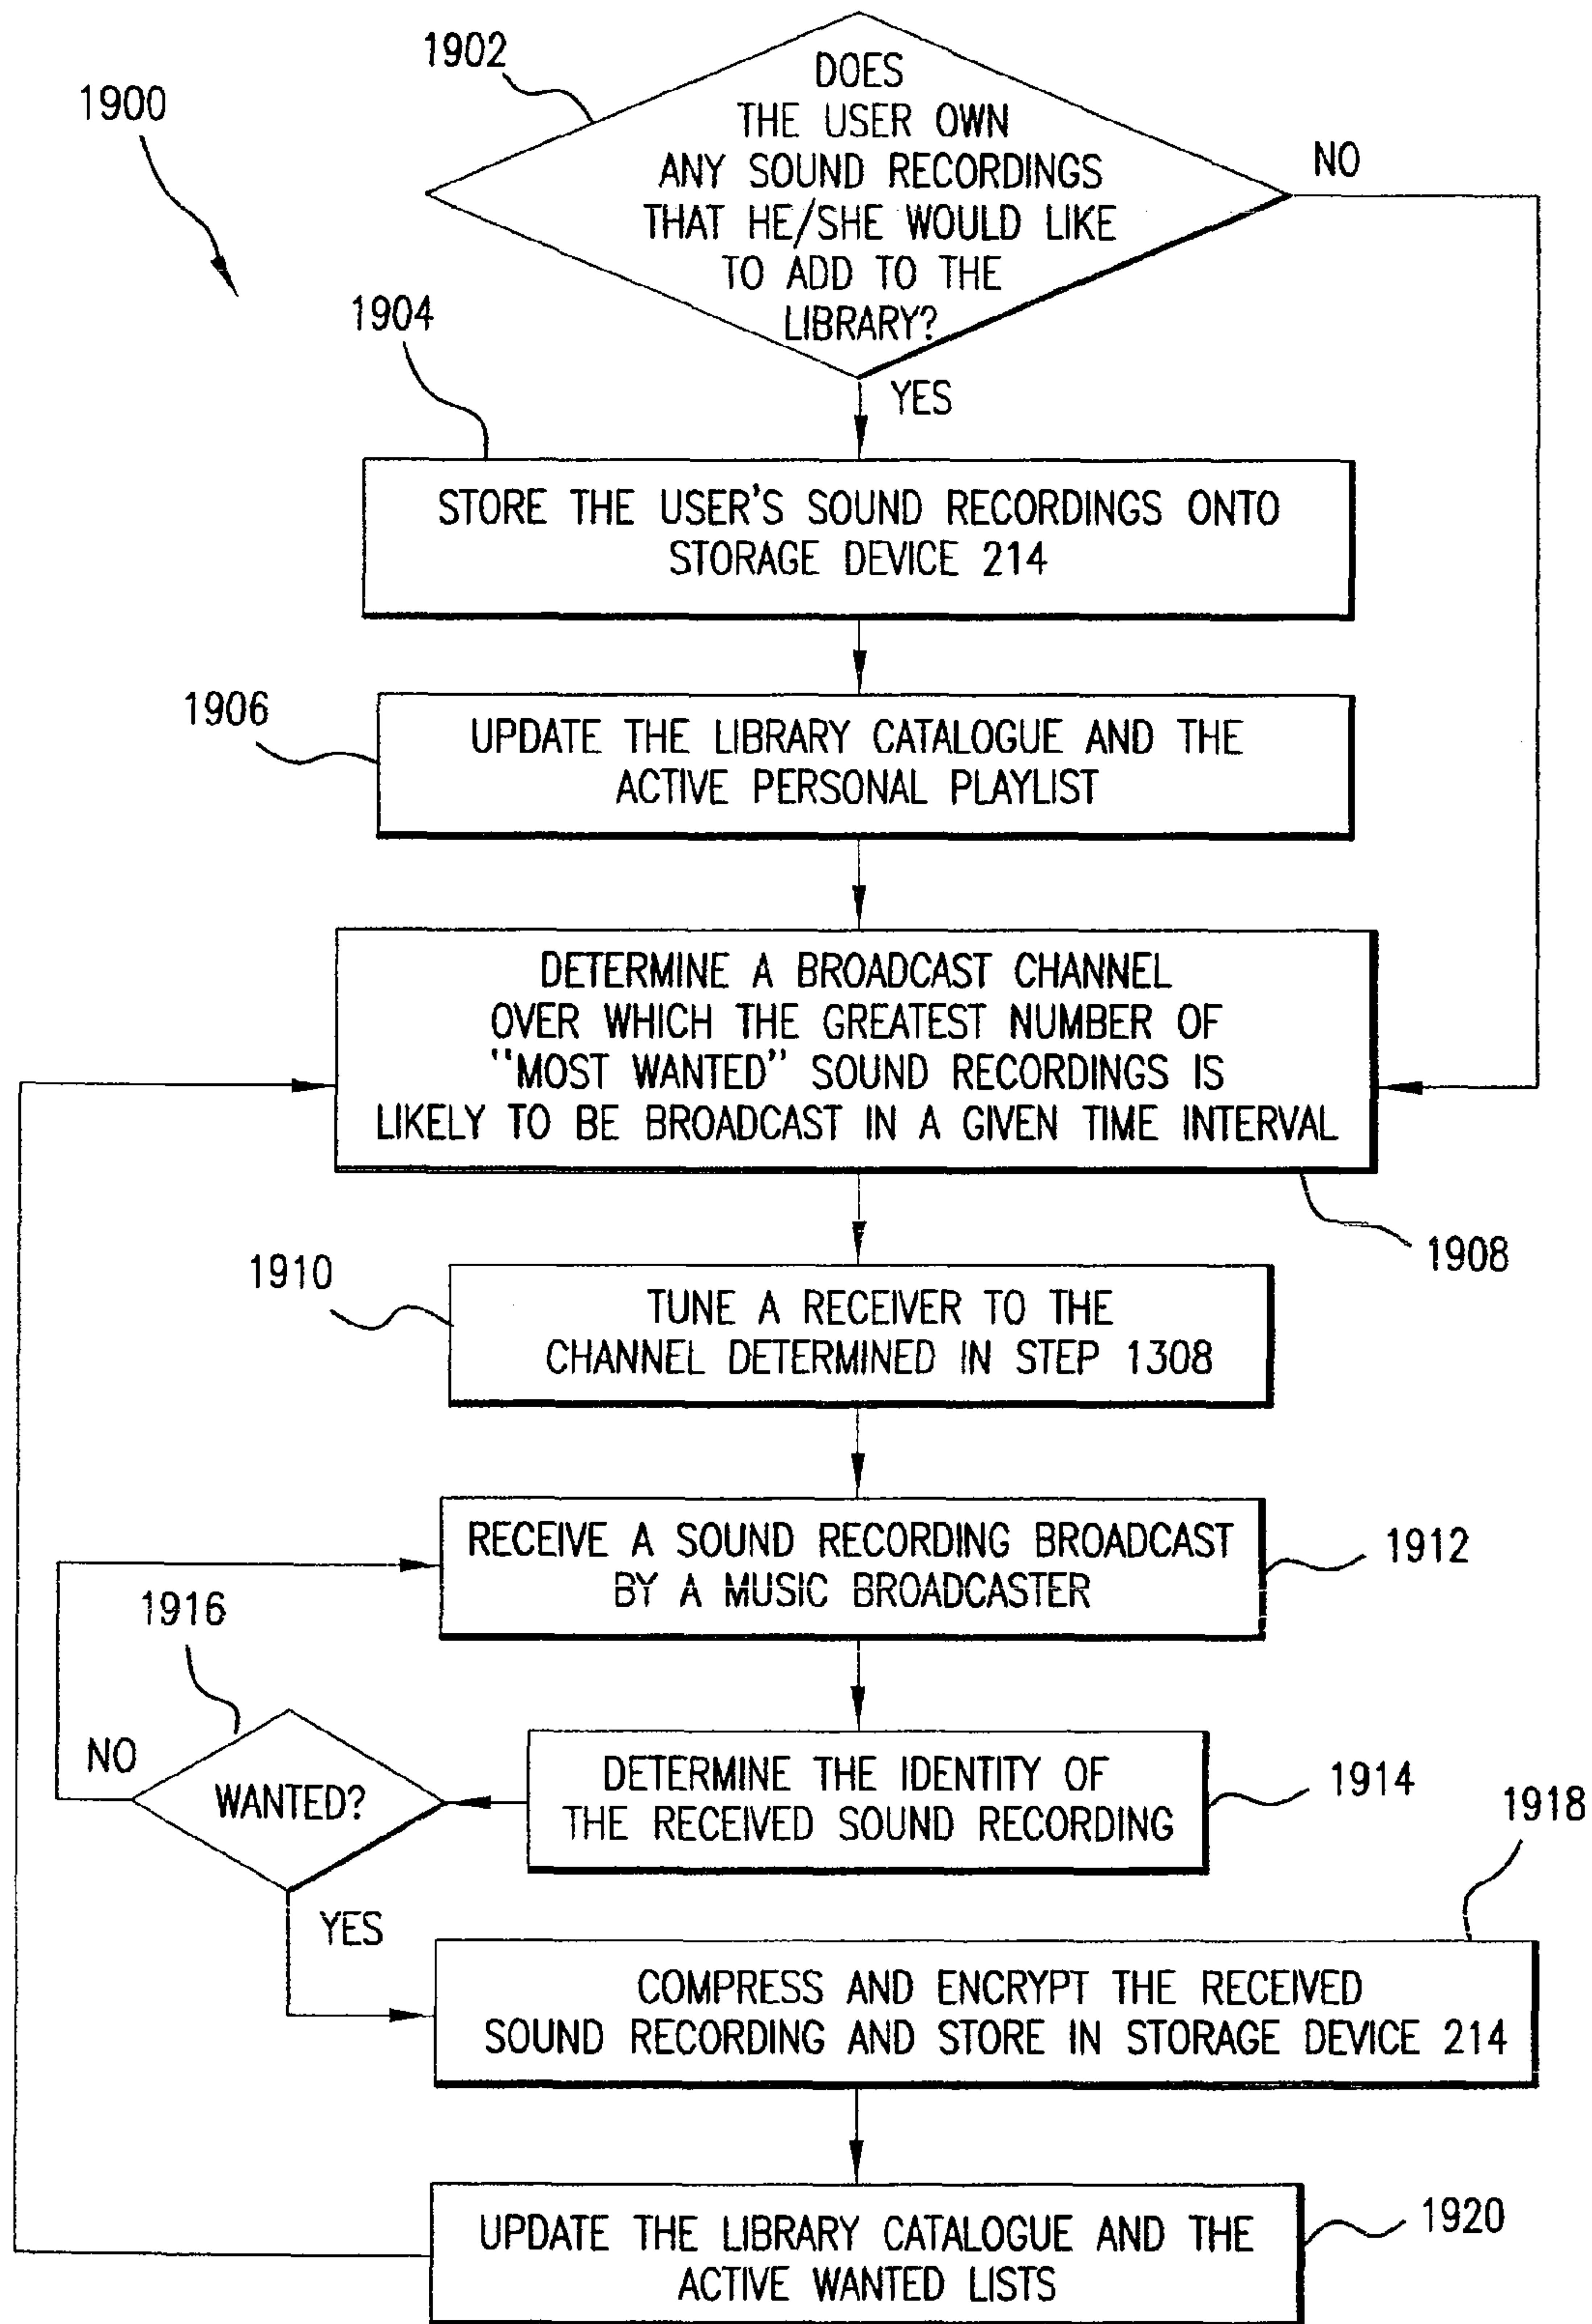 1900
1902
DOES
THE USER OWN
ANY SOUND RECORDINGS
THAT HE/SHE WOULD LIKE
TO ADD TO THE
LIBRARY?
NO
YES
1904
STORE THE USER'S SOUND RECORDINGS ONTO
STORAGE DEVICE 214
1906
UPDATE THE LIBRARY CATALOGUE AND THE
ACTIVE PERSONAL PLAYLIST
DETERMINE A BROADCAST CHANNEL
OVER WHICH THE GREATEST NUMBER OF
"MOST WANTED" SOUND RECORDINGS IS
LIKELY TO BE BROADCAST IN A GIVEN TIME INTERVAL
1908
1910
TUNE A RECEIVER TO THE
CHANNEL DETERMINED IN STEP 1308
RECEIVE A SOUND RECORDING BROADCAST
BY A MUSIC BROADCASTER
1912
DETERMINE THE IDENTITY OF
THE RECEIVED SOUND RECORDING
1914
1916
WANTED?
NO
YES
1918
COMPRESS AND ENCRYPT THE RECEIVED
SOUND RECORDING AND STORE IN STORAGE DEVICE 214
UPDATE THE LIBRARY CATALOGUE AND THE
ACTIVE WANTED LISTS
1920